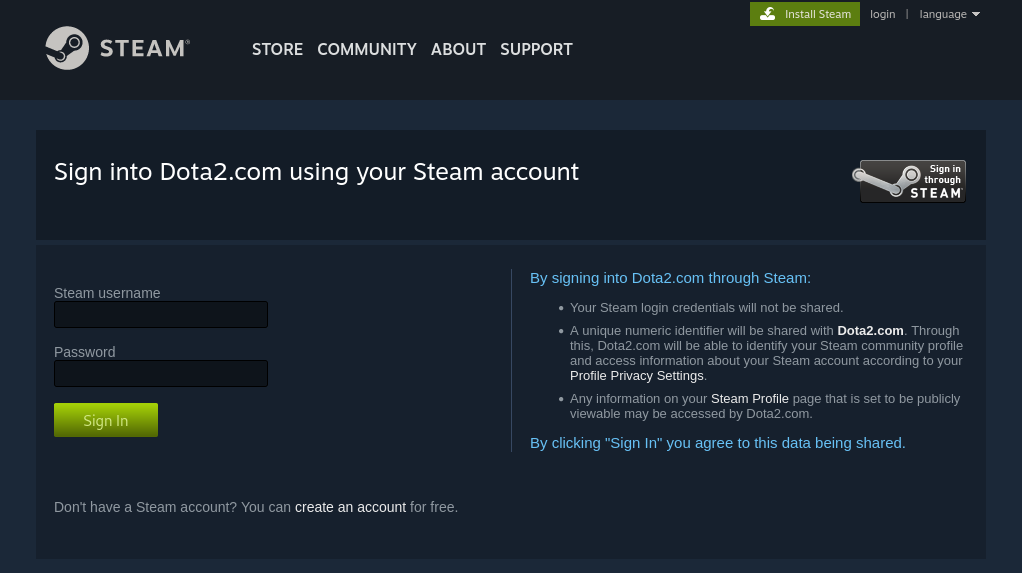 Install Steam login | language
STEAM®
STORE COMMUNITY ABOUT SUPPORT
Sign into Dota2.com using your Steam account
Sign in
through
STEAM
Steam username
Password
Sign In
By signing into Dota2.com through Steam:
• Your Steam login credentials will not be shared.
• A unique numeric identifier will be shared with Dota2.com. Through
this, Dota2.com will be able to identify your Steam community profile
and access information about your Steam account according to your
Profile Privacy Settings.
• Any information on your Steam Profile page that is set to be publicly
viewable may be accessed by Dota2.com.
By clicking "Sign In" you agree to this data being shared.
Don't have a Steam account? You can create an account for free.